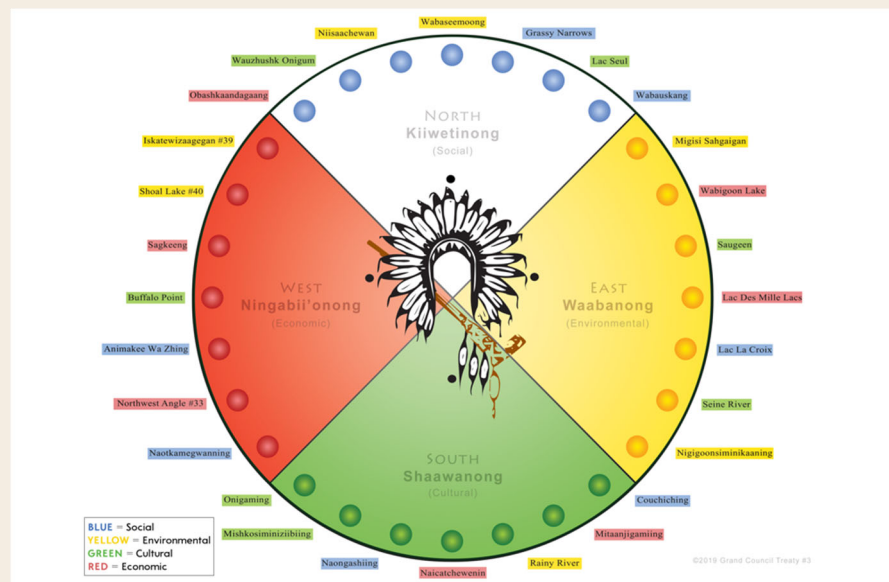 Wabaseemoong
Niisaachewan
Grassy Narrows
Wauzhushk Onigum
Lac Seul
Obashkaandagaang
Wabauskang
NORTH
Kiiwetinong
(Social)
Iskatewizaagegan #39
Migisi Sahgaigan
Shoal Lake #40
Wabigoon Lake
Sagkeeng
Saugeen
WEST
Ningabii'onong
(Economic)
EAST
Waabanong
(Environmental)
Buffalo Point
Lac Des Mille Lacs
Animakee Wa Zhing
Lac La Croix
Northwest Angle #33
Seine River
Naotkamegwanning
Nigigoonsiminikaaning
SOUTH
Shaawanong
(Cultural)
Onigaming
Couchiching
Mishkosiminiziibiing
Mitaanjigamiing
Naongashiing
Rainy River
Naicatchewenin
BLUE = Social
YELLOW = Environmental
GREEN = Cultural
RED = Economic
©2019 Grand Council Treaty #3